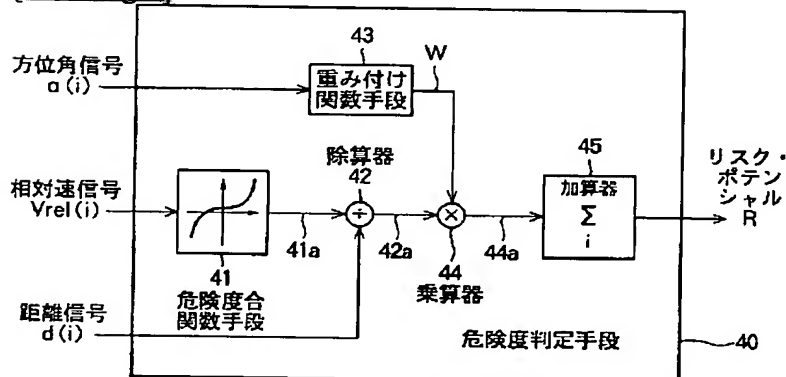 43
W
方位角信号
a(i)
重み付け
関数手段
45
除算器
42
リスク・
ポテン
シャル
R
相対速信号
Vrel(i)
÷
×
加算器
Σ
i
41a
42a
44a
41
44
危険度合
関数手段
乗算器
距離信号
d(i)
危険度判定手段
40